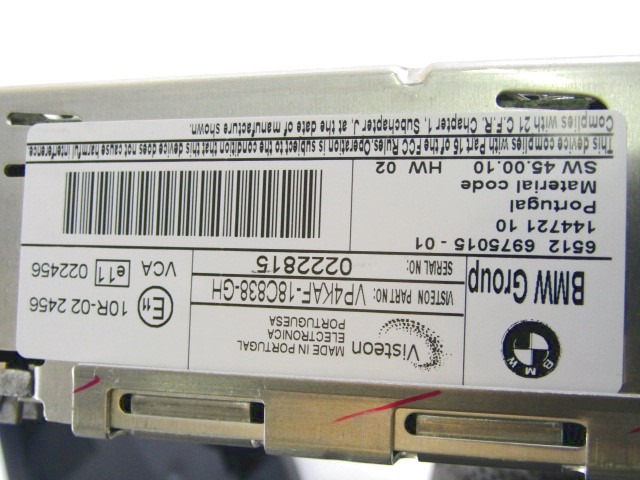 BMW
BMW Group
6512 6975015 - 01
144721 10
Portugal
Material code
SW 45.00.10 HW 02
Visteon
MADE IN PORTUGAL
ELECTRONICA
PORTUGUESA
VISTEON PART NO: VP4KAF-18C838-GH
SERIAL NO: 0222815
E11 10R-02 2456
VCA e11 022456
This device complies with Part 15 of the FCC Rules. Operation is subject to the condition that this device does not cause harmful interference.
Complies with 21 C.F.R. Chapter 1, Subchapter J, at the date of manufacture shown.